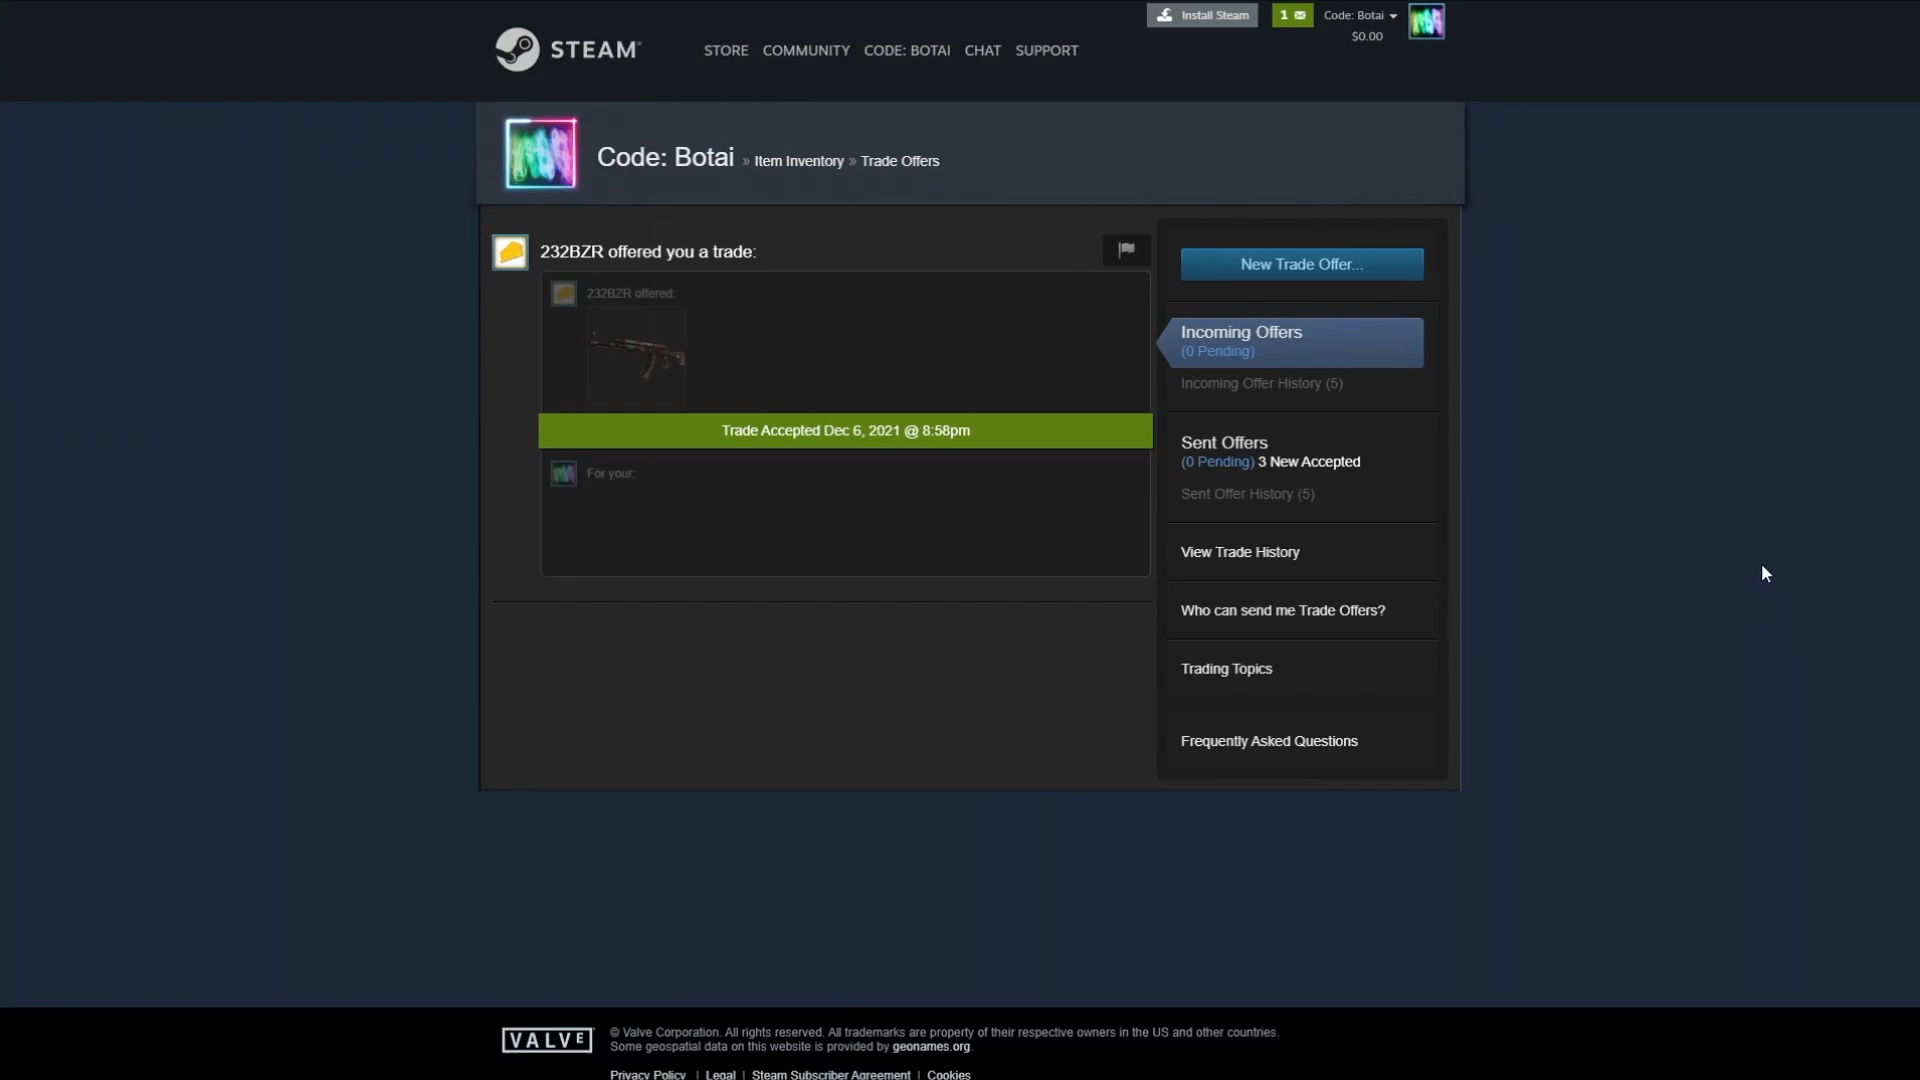 Install Steam
1
Code: Botai
$0.00
STEAM
STORE COMMUNITY CODE: BOTAI CHAT SUPPORT
Code: Botai » Item Inventory » Trade Offers
232BZR offered you a trade:
232BZR offered:
Trade Accepted Dec 6, 2021 @ 8:58pm
For your:
New Trade Offer...
Incoming Offers
(0 Pending)
Incoming Offer History (5)
Sent Offers
(0 Pending) 3 New Accepted
Sent Offer History (5)
View Trade History
Who can send me Trade Offers?
Trading Topics
Frequently Asked Questions
VALVE
© Valve Corporation. All rights reserved. All trademarks are property of their respective owners in the US and other countries.
Some geospatial data on this website is provided by geonames.org.
Privacy Policy | Legal | Steam Subscriber Agreement | Cookies